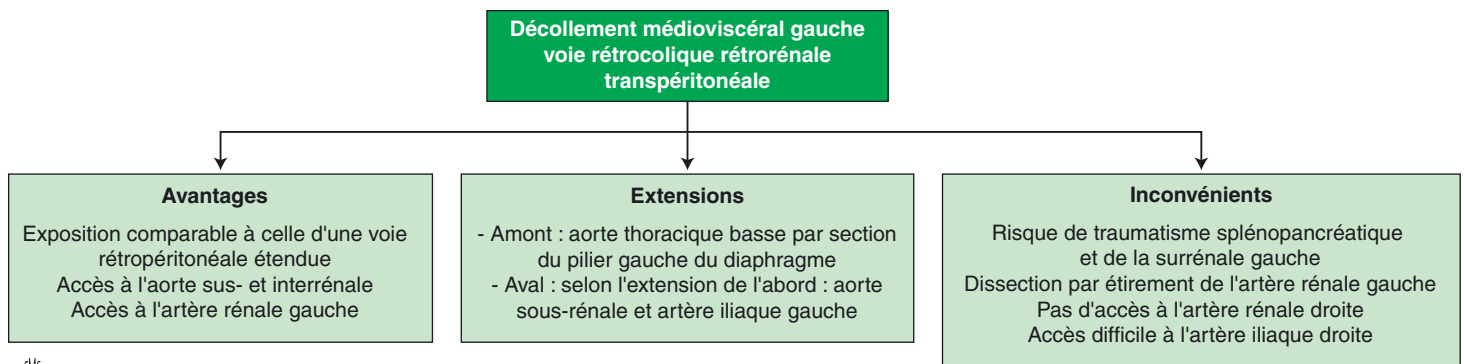 Décollement médioviscéral gauche
voie rétrocolique rétrorénale
transpéritonéale
Avantages
Exposition comparable à celle d'une voie
rétropéritonéale étendue
Accès à l'aorte sus- et interrénale
Accès à l'artère rénale gauche
Extensions
- Amont : aorte thoracique basse par section
du pilier gauche du diaphragme
- Aval : selon l'extension de l'abord : aorte
sous-rénale et artère iliaque gauche
Inconvénients
Risque de traumatisme splénopancréatique
et de la surrénale gauche
Dissection par étirement de l'artère rénale gauche
Pas d'accès à l'artère rénale droite
Accès difficile à l'artère iliaque droite